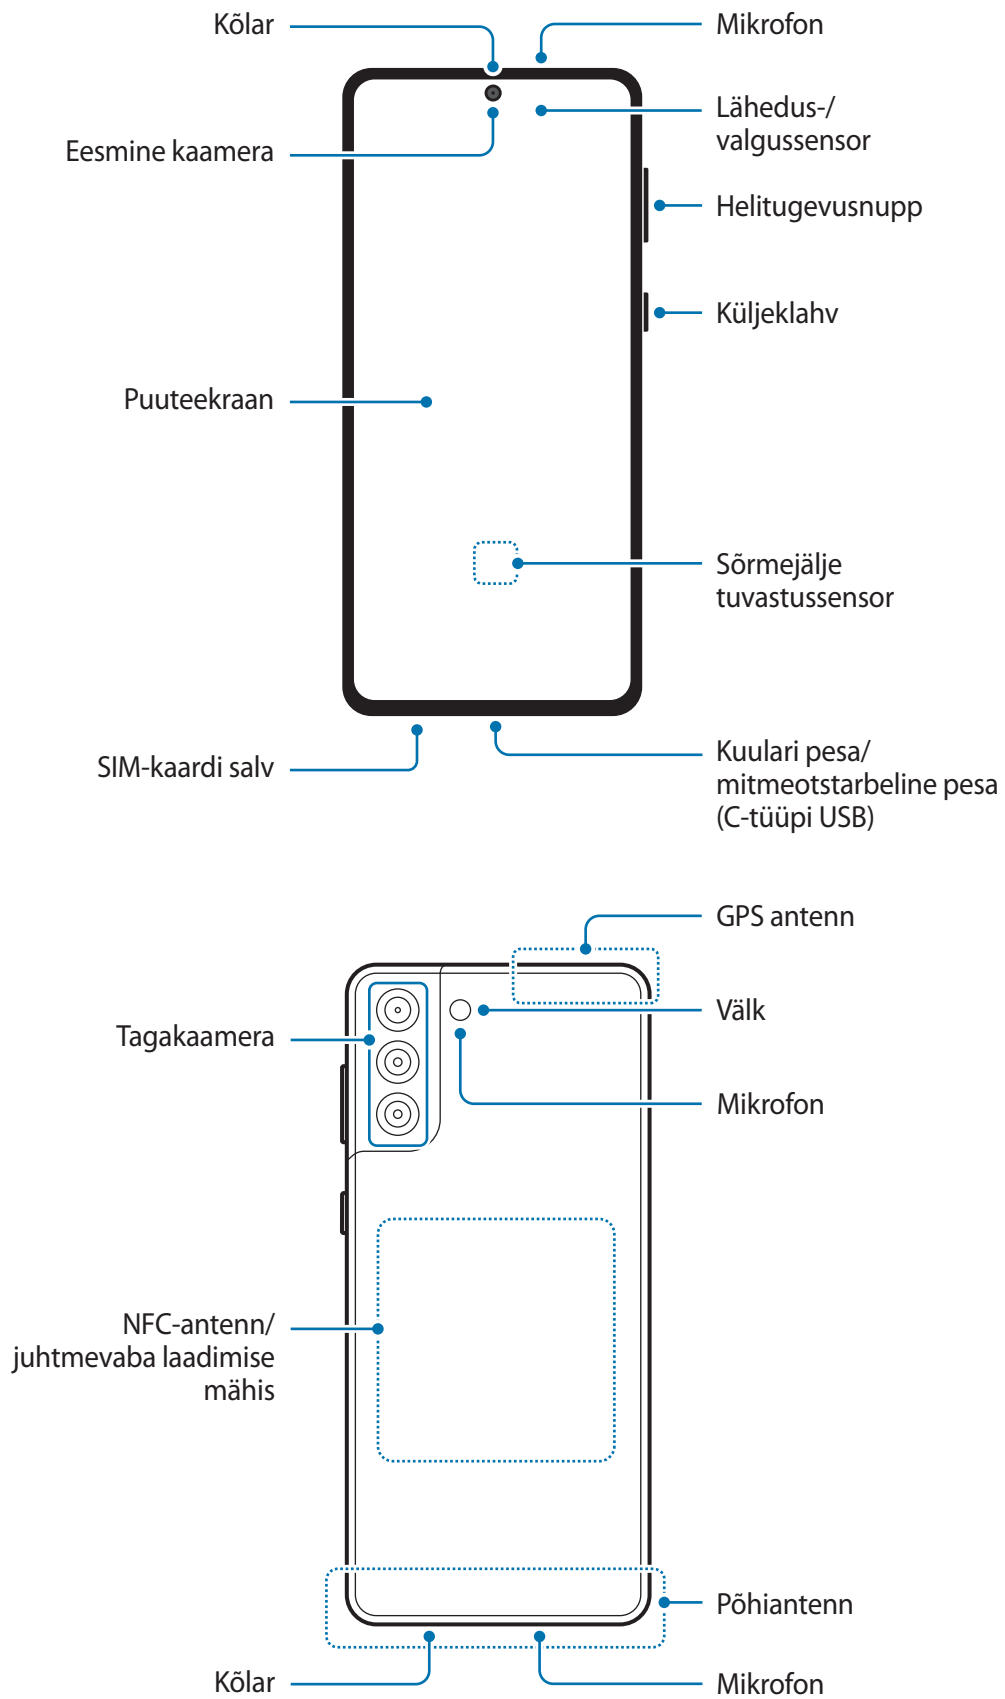 Kõlar
Mikrofon
Eesmine kaamera
Lähedus-/
valgussensor
Helitugevusnupp
Küljeklahv
Puuteekraan
Sõrmejälje
tuvastussensor
SIM-kaardi salv
Kuulari pesa/
mitmeotstarbeline pesa
(C-tüüpi USB)
GPS antenn
Välk
Tagakaamera
Mikrofon
NFC-antenn/
juhtmevaba laadimise
mähis
Põhiantenn
Kõlar
Mikrofon